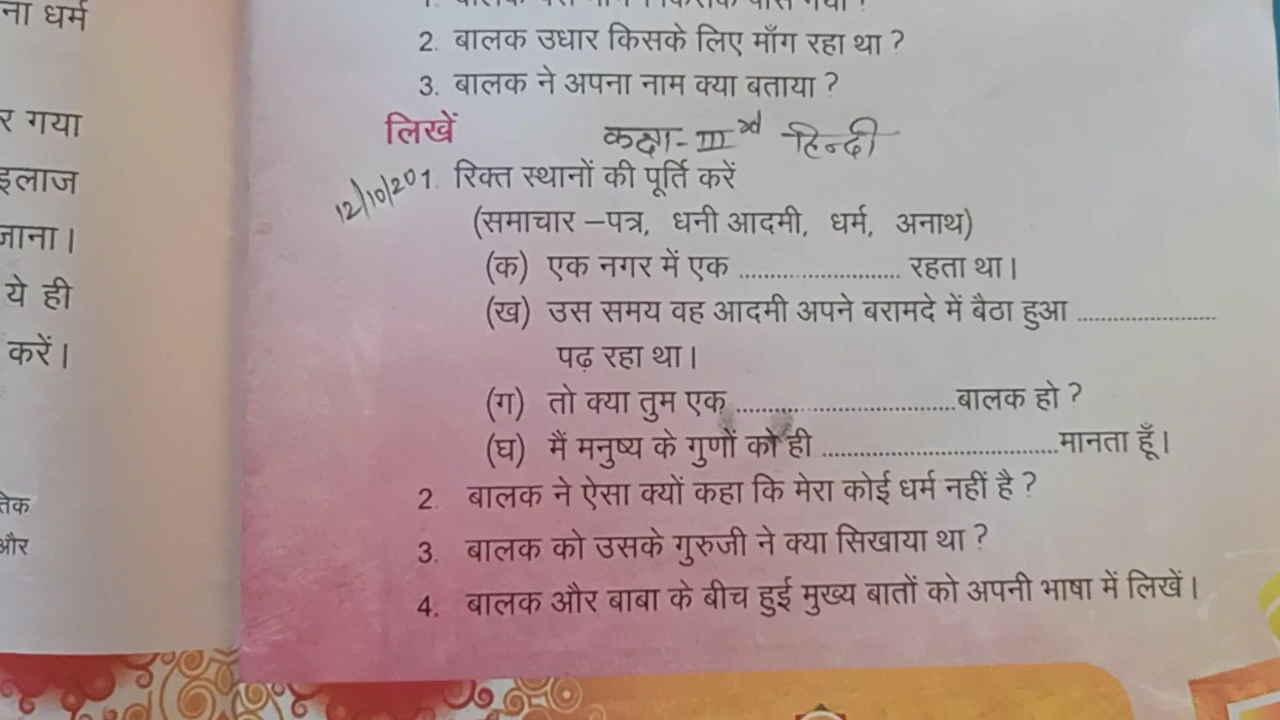 ना धर्म
र गया
इलाज
जाना।
ये ही
करें।
तिक
और
2. बालक उधार किसके लिए माँग रहा था ?
3. बालक ने अपना नाम क्या बताया ?
लिखें
कक्षा-III rd हिन्दी
12/10/20
1. रिक्त स्थानों की पूर्ति करें
(समाचार –पत्र, धनी आदमी, धर्म, अनाथ)
(क) एक नगर में एक ........................ रहता था।
(ख) उस समय वह आदमी अपने बरामदे में बैठा हुआ ........................
पढ़ रहा था।
(ग) तो क्या तुम एक ................................बालक हो ?
(घ) मैं मनुष्य के गुणों को ही ..................................मानता हूँ।
2. बालक ने ऐसा क्यों कहा कि मेरा कोई धर्म नहीं है ?
3. बालक को उसके गुरुजी ने क्या सिखाया था ?
4. बालक और बाबा के बीच हुई मुख्य बातों को अपनी भाषा में लिखें।